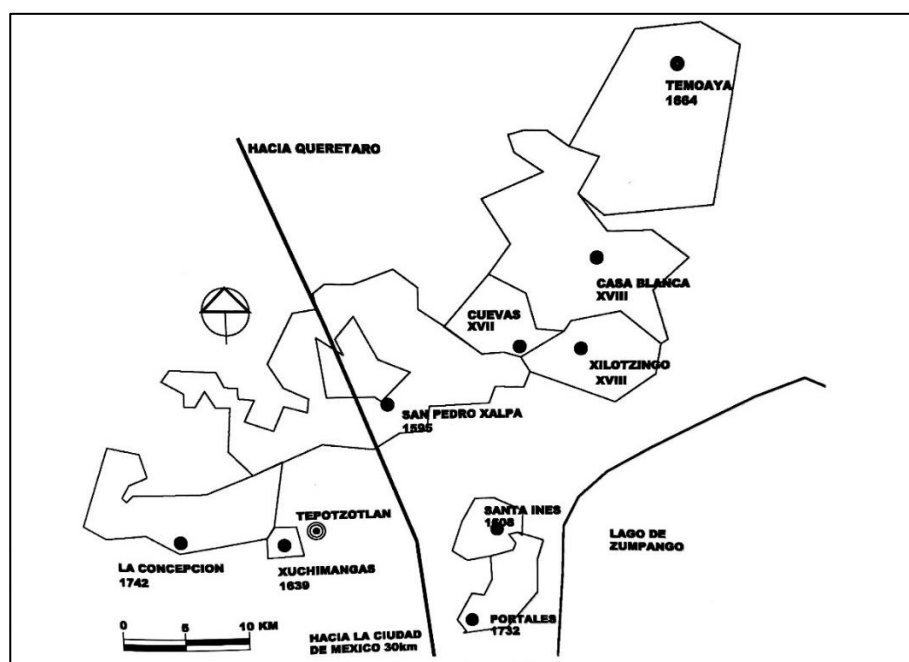 TEMOAYA
1664
HACIA QUERETARO
CASA BLANCA
XVIII
CUEVAS
XVII
XILOTZINGO
XVIII
SAN PEDRO XALPA
1595
TEPOTZOTLAN
SANTA INES
1508
LAGO DE
ZUMPANGO
LA CONCEPCION
1742
XUCHIMANGAS
1639
PORTALES
1732
0 5 10 KM
HACIA LA CIUDAD
DE MEXICO 30km